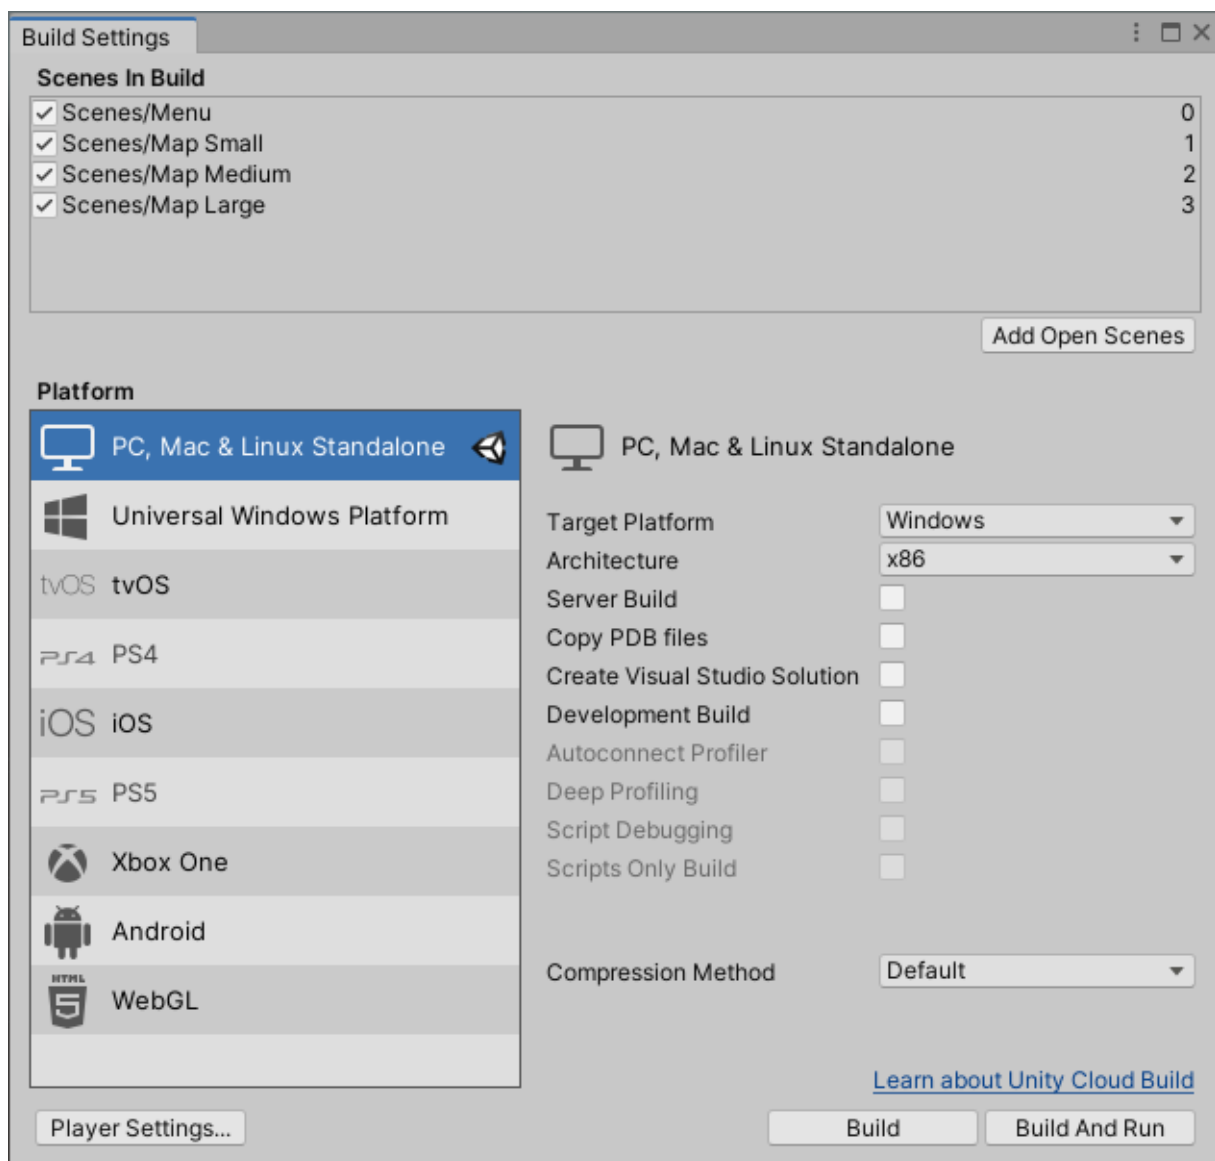 Build Settings
Scenes In Build
Scenes/Menu 0
Scenes/Map Small 1
Scenes/Map Medium 2
Scenes/Map Large 3
Add Open Scenes
Platform
PC, Mac & Linux Standalone
Universal Windows Platform
tvOS tvOS
PS4 PS4
iOS iOS
PS5 PS5
Xbox One
Android
HTML 5 WebGL
PC, Mac & Linux Standalone
Target Platform Windows
Architecture x86
Server Build
Copy PDB files
Create Visual Studio Solution
Development Build
Autoconnect Profiler
Deep Profiling
Script Debugging
Scripts Only Build
Compression Method Default
Learn about Unity Cloud Build
Player Settings... Build Build And Run